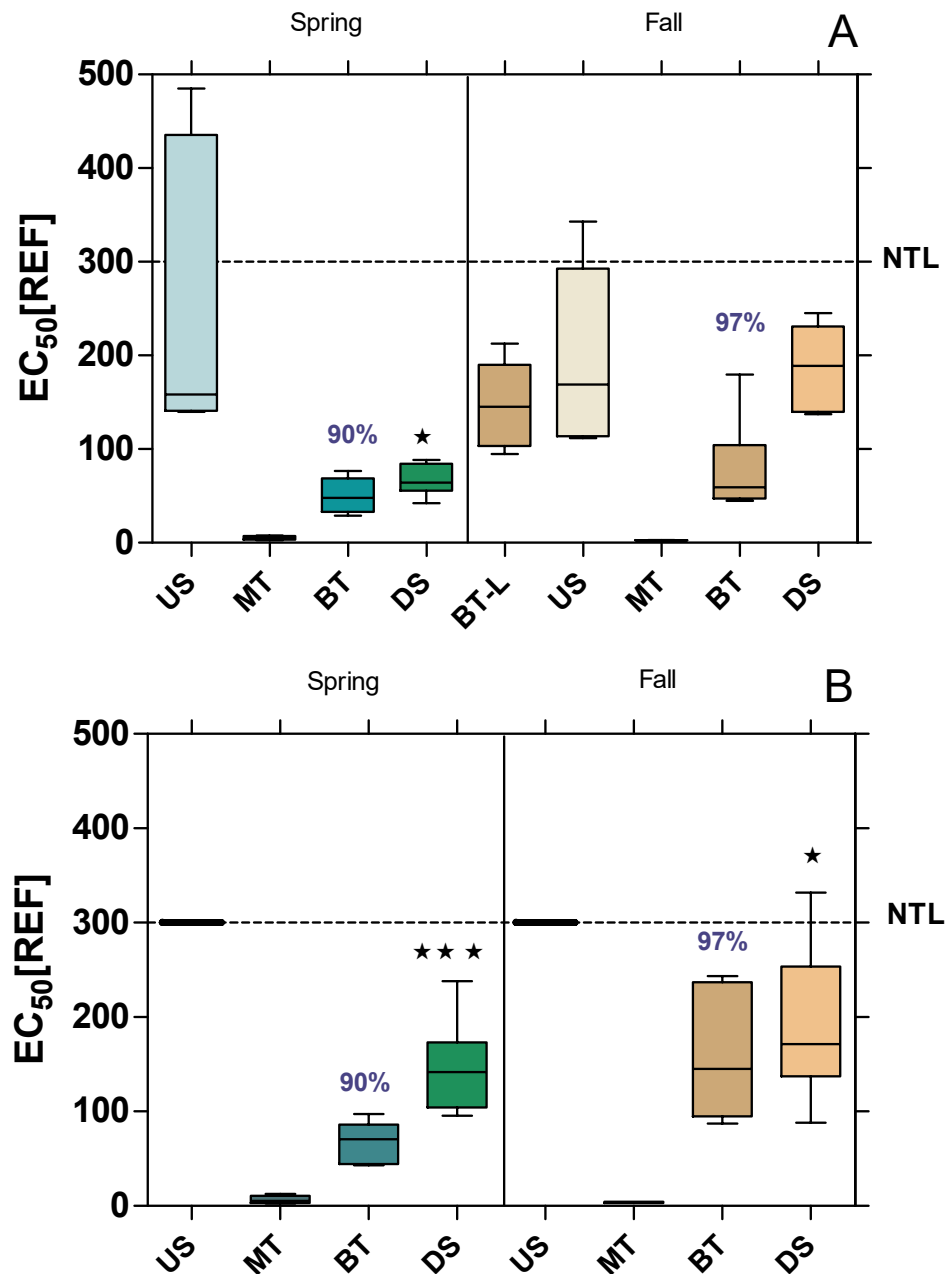 Spring Fall A
500
400
300
200
100
0
EC50[REF]
NTL
90%
★
97%
US MT BT DS BT-L US MT BT DS
Spring Fall B
500
400
300
200
100
0
EC50[REF]
NTL
90%
★★ ★
97%
★
US MT BT DS US MT BT DS